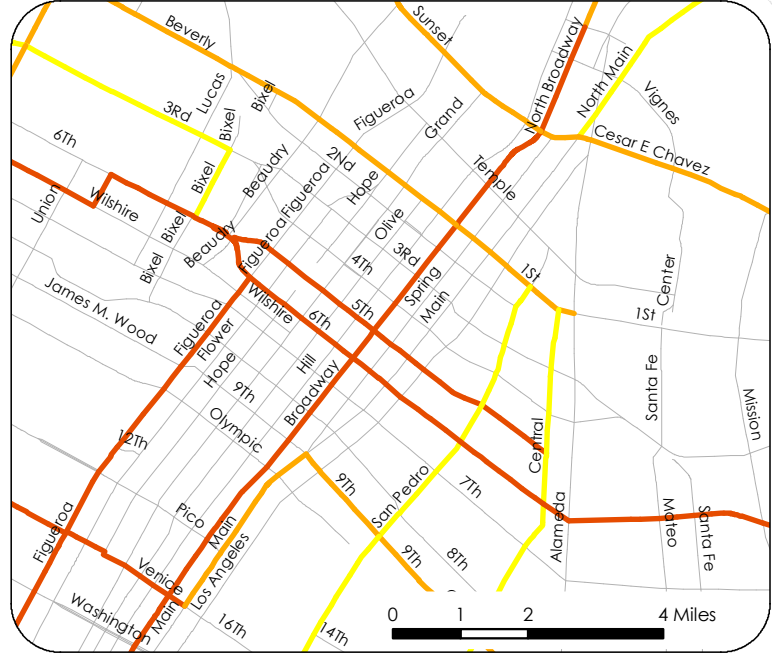 Beverly
Sunset
North Broadway
North Main
Lucas
Bixel
Vignes
3Rd
Bixel
Figueroa
Grand
Cesar E Chavez
6Th
Beaudry
2Nd
Temple
Bixel
Figueroa
Hope
Union
Wilshire
Bixel
Beaudry
Figueroa
Olive
3Rd
4Th
Bixel
1St
Center
Spring
Main
James M. Wood
Wilshire
5Th
6Th
1St
Figueroa
Flower
Hope
Hill
9Th
Broadway
Santa Fe
Mission
Olympic
12Th
Central
9Th
San Pedro
7Th
Pico
Main
Alameda
Mateo
Santa Fe
Figueroa
Venice
Los Angeles
9Th
8Th
Washington
Main
16Th
14Th
0 1 2 4 Miles